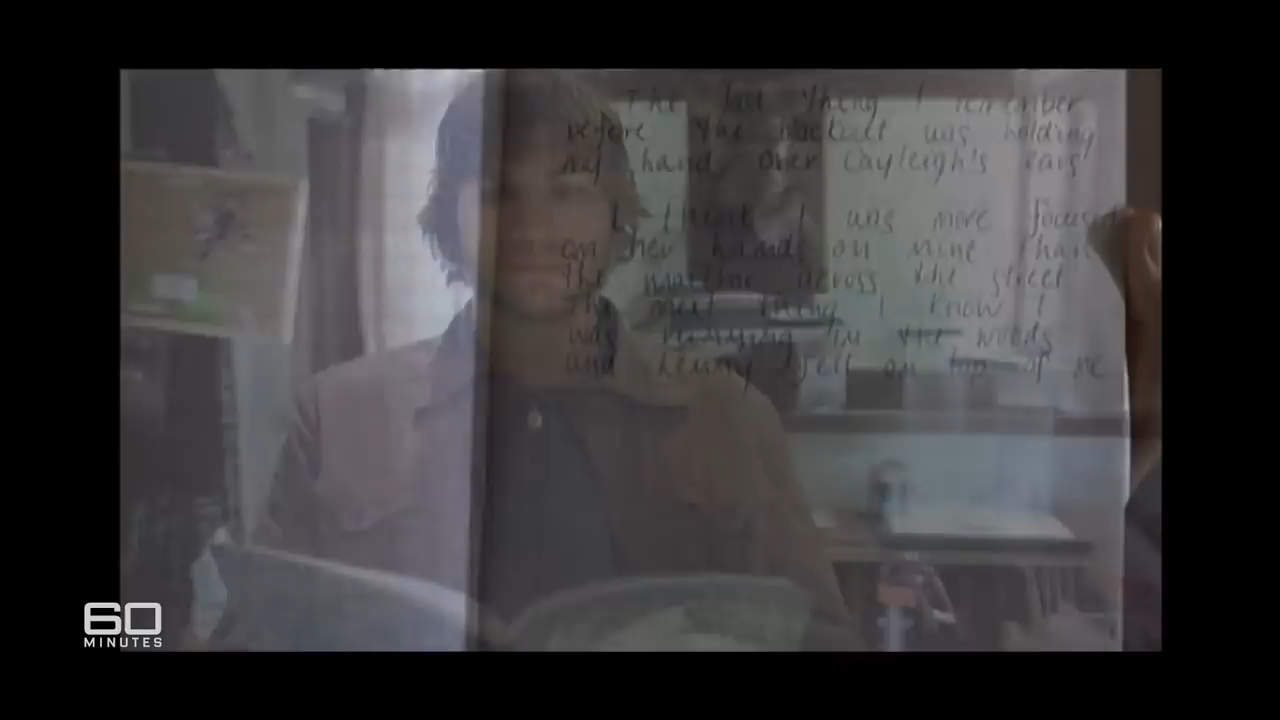 The last thing I remember
before the rocket was holding
my hand over Cayleigh's ears
I think I was more focused
on her hands on mine than
the mortar across the street
The next thing I know I
was in the woods
and Lenny fell on top of me
60
MINUTES